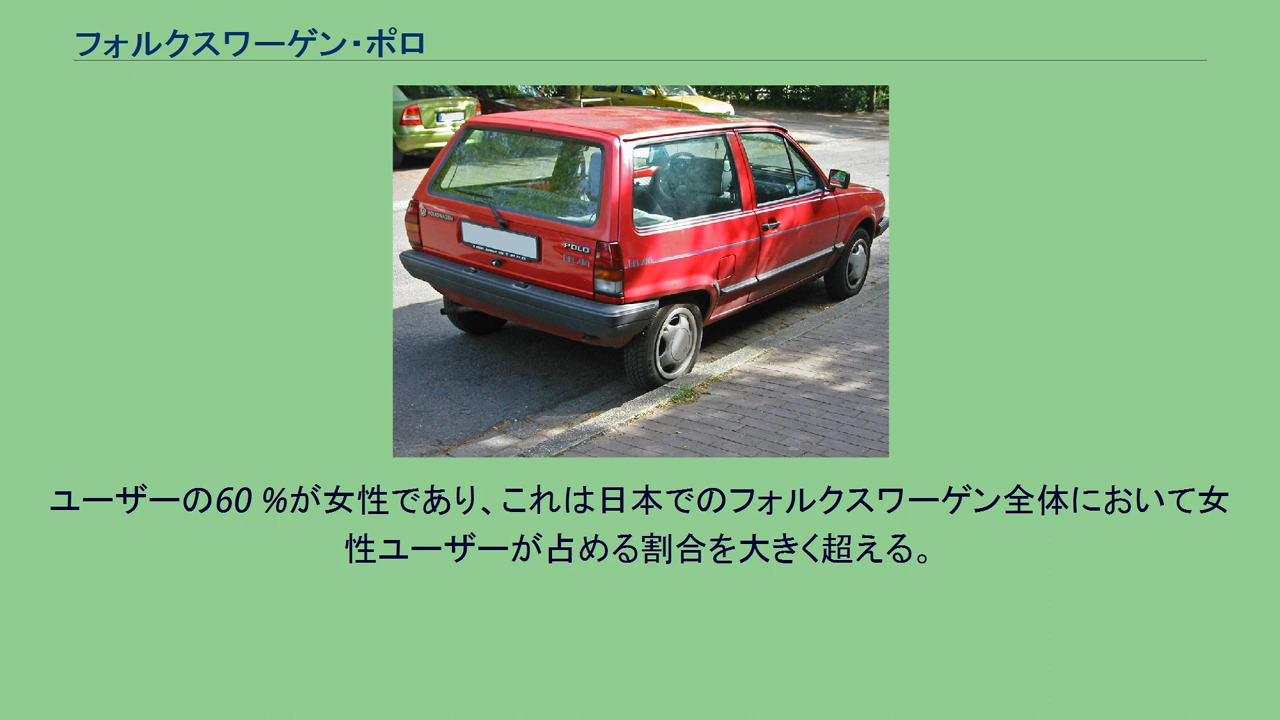 フォルクスワーゲン・ポロ
VOLKSWAGEN
POLO
ユーザーの60 %が女性であり、これは日本でのフォルクスワーゲン全体において女
性ユーザーが占める割合を大きく超える。